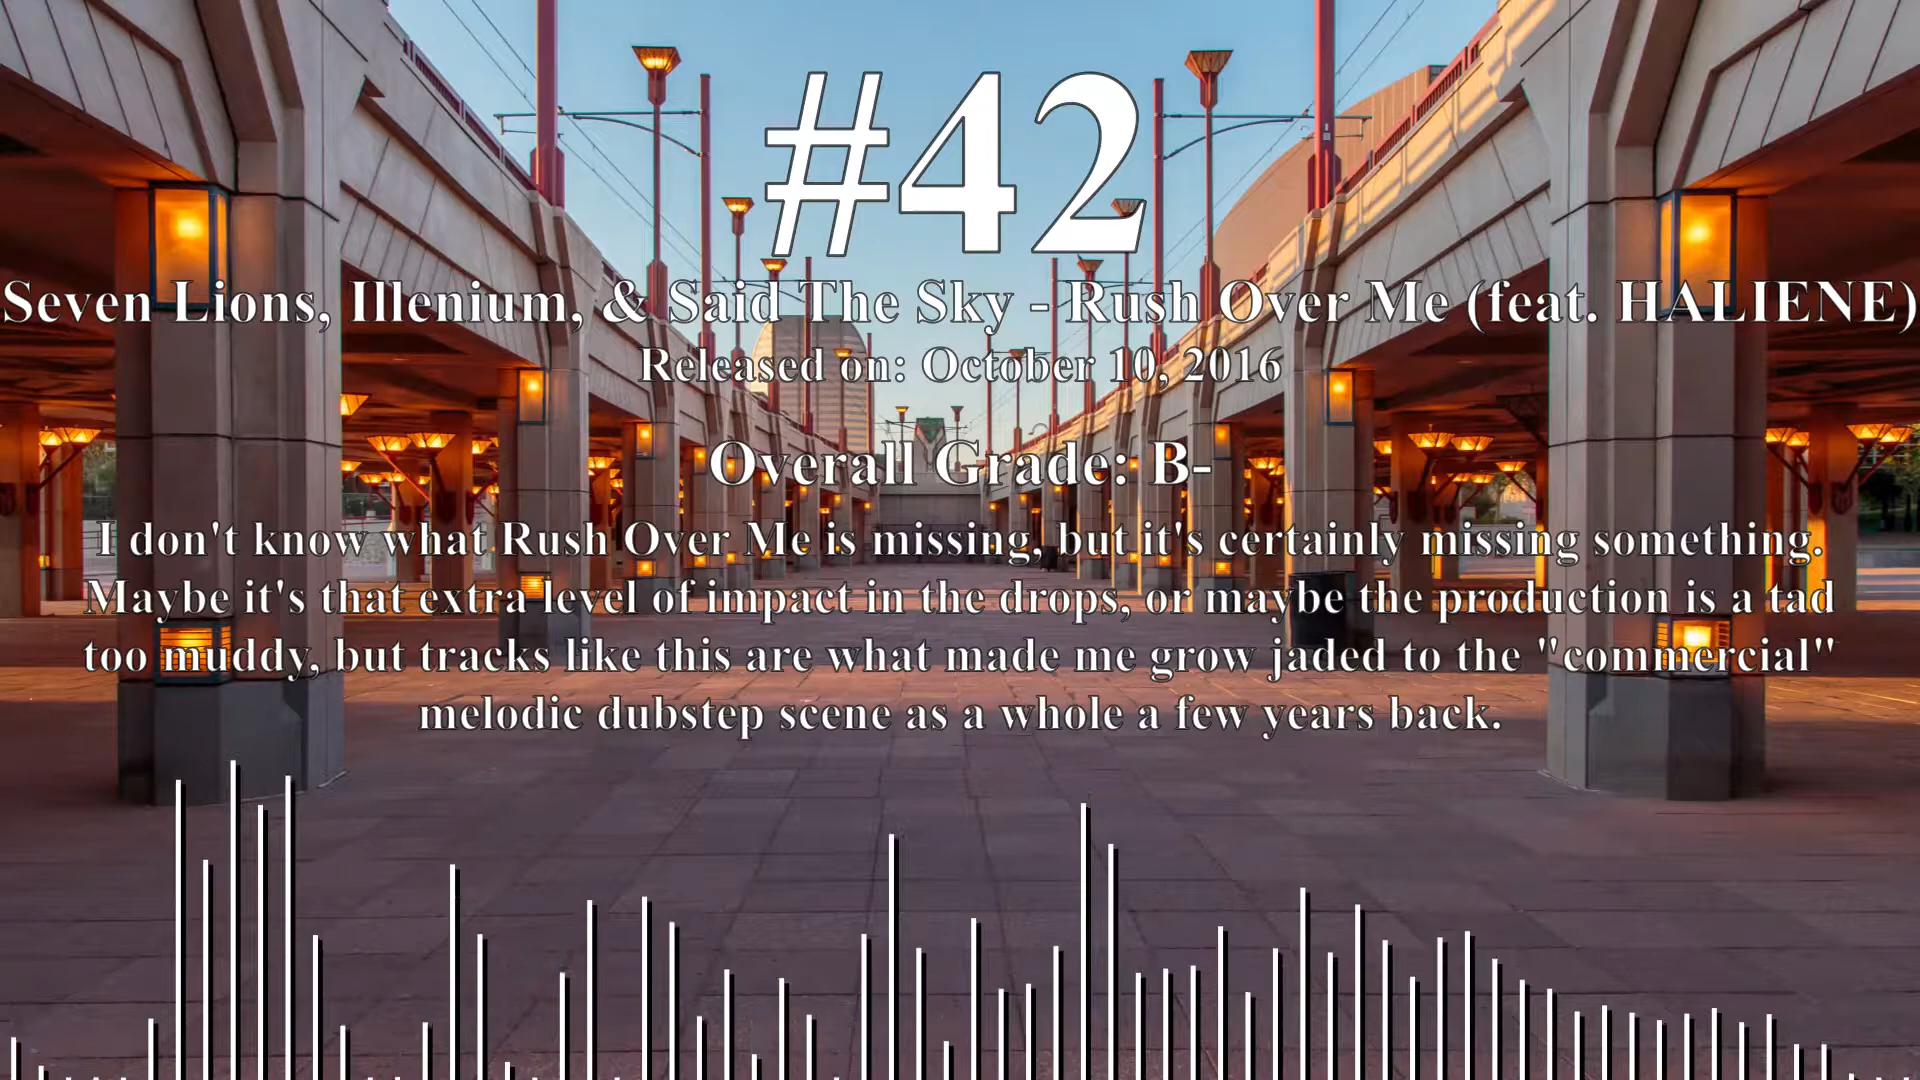 #42
Seven Lions, Illenium, & Said The Sky - Rush Over Me (feat. HALIENE)
Released on: October 10, 2016
Overall Grade: B-
I don't know what Rush Over Me is missing, but it's certainly missing something.
Maybe it's that extra level of impact in the drops, or maybe the production is a tad
too muddy, but tracks like this are what made me grow jaded to the "commercial"
melodic dubstep scene as a whole a few years back.